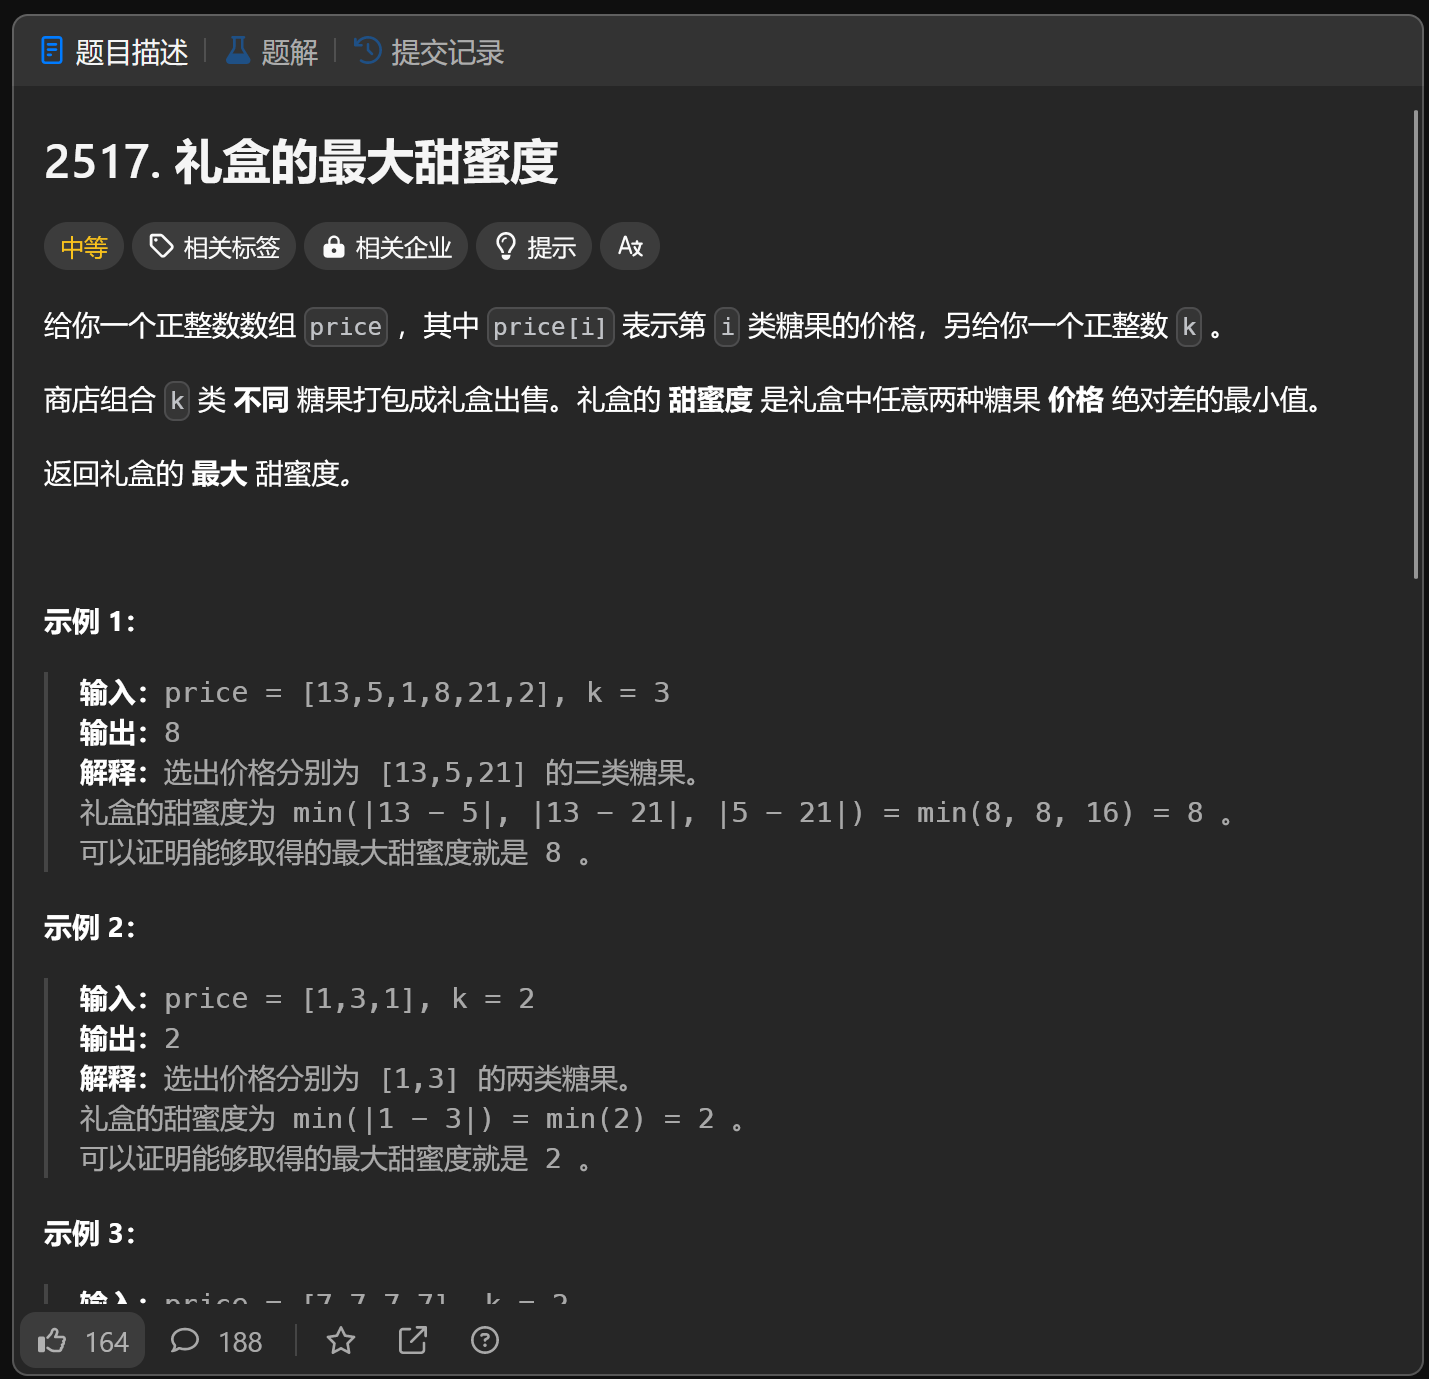 题目描述 题解 提交记录
2517. 礼盒的最大甜蜜度
中等 相关标签 相关企业 提示
给你一个正整数数组 price ，其中 price[i] 表示第 i 类糖果的价格，另给你一个正整数 k 。
商店组合 k 类 不同 糖果打包成礼盒出售。礼盒的 甜蜜度 是礼盒中任意两种糖果 价格 绝对差的最小值。
返回礼盒的 最大 甜蜜度。
示例 1：
输入：price = [13,5,1,8,21,2], k = 3
输出：8
解释：选出价格分别为 [13,5,21] 的三类糖果。
礼盒的甜蜜度为 min(|13 - 5|, |13 - 21|, |5 - 21|) = min(8, 8, 16) = 8 。
可以证明能够取得的最大甜蜜度就是 8 。
示例 2：
输入：price = [1,3,1], k = 2
输出：2
解释：选出价格分别为 [1,3] 的两类糖果。
礼盒的甜蜜度为 min(|1 - 3|) = min(2) = 2 。
可以证明能够取得的最大甜蜜度就是 2 。
示例 3：
输入：price = [7,7,7,7], k = 2
164 188